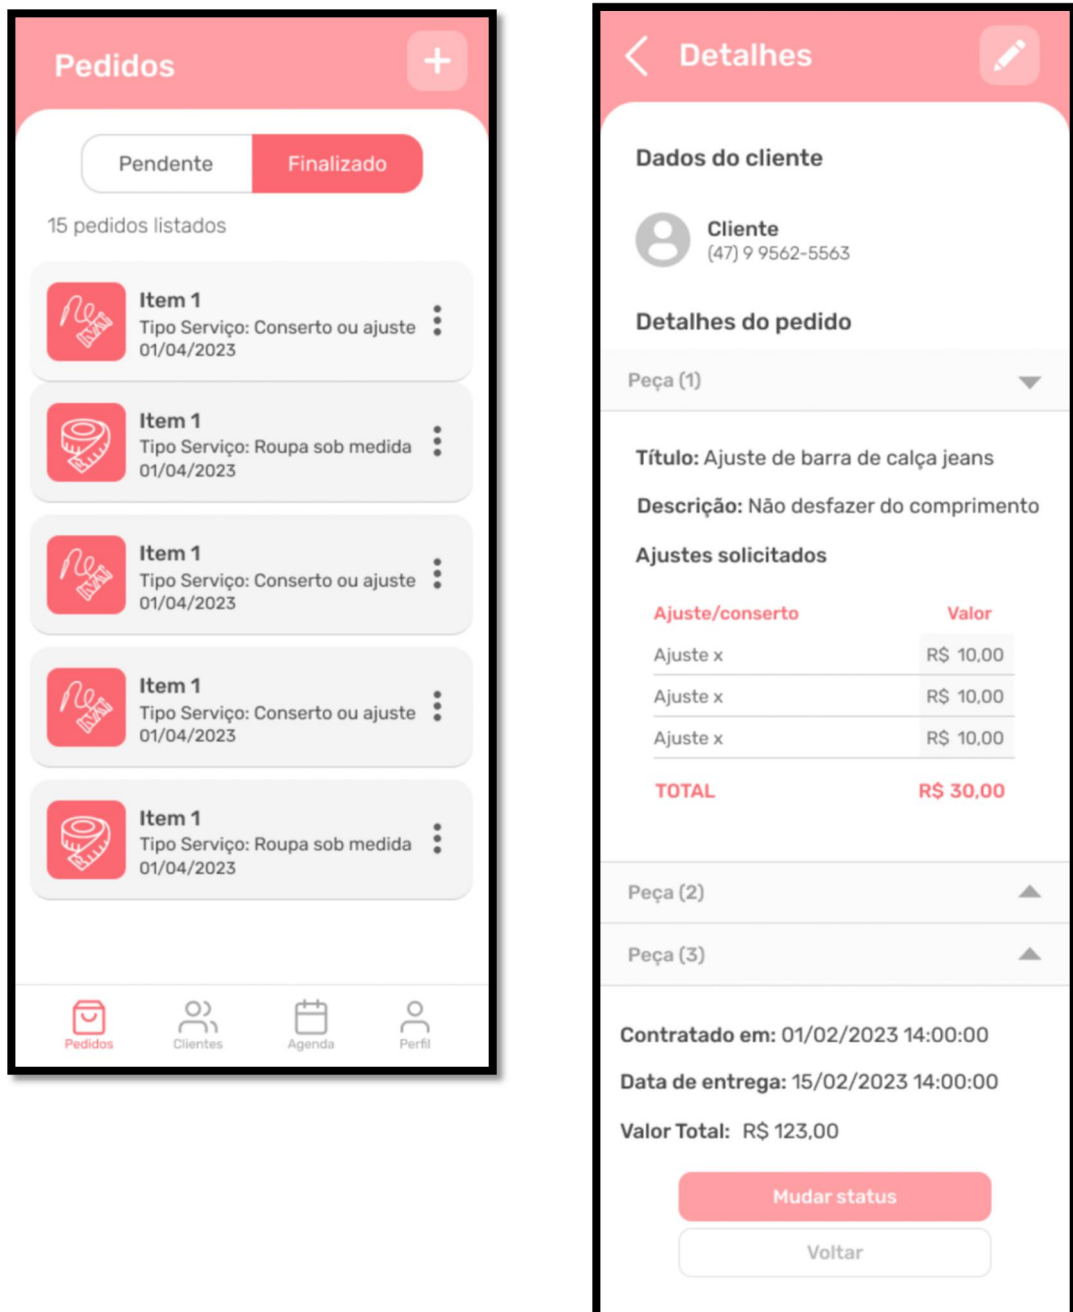 Pedidos
+
Pendente
Finalizado
15 pedidos listados
Item 1
Tipo Serviço: Conserto ou ajuste
01/04/2023
Item 1
Tipo Serviço: Roupa sob medida
01/04/2023
Item 1
Tipo Serviço: Conserto ou ajuste
01/04/2023
Item 1
Tipo Serviço: Conserto ou ajuste
01/04/2023
Item 1
Tipo Serviço: Roupa sob medida
01/04/2023
Pedidos
Clientes
Agenda
Perfil
Detalhes
Dados do cliente
Cliente
(47) 9 9562-5563
Detalhes do pedido
Peça (1)
Título: Ajuste de barra de calça jeans
Descrição: Não desfazer do comprimento
Ajustes solicitados
Ajuste/conserto Valor
Ajuste x R$ 10,00
Ajuste x R$ 10,00
Ajuste x R$ 10,00
TOTAL R$ 30,00
Peça (2)
Peça (3)
Contratado em: 01/02/2023 14:00:00
Data de entrega: 15/02/2023 14:00:00
Valor Total: R$ 123,00
Mudar status
Voltar